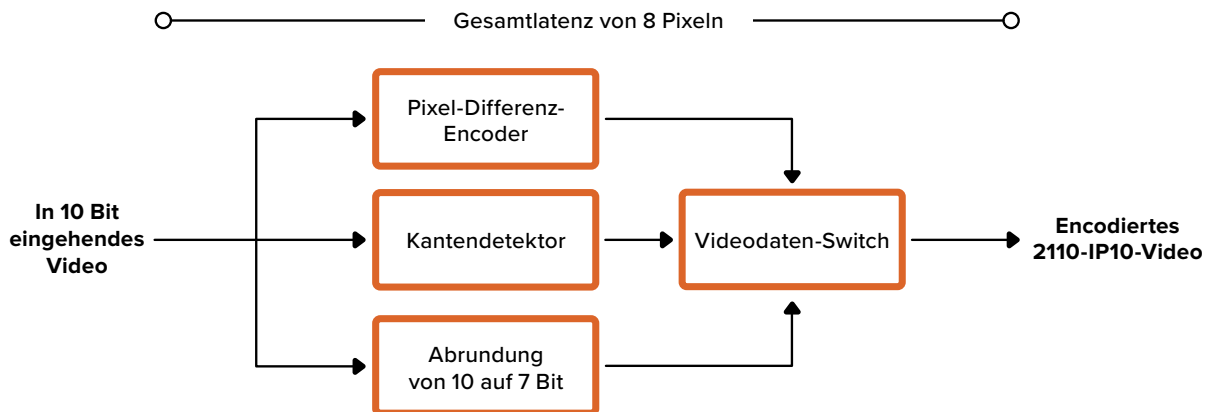 Gesamtlatenz von 8 Pixeln
Pixel-Differenz-
Encoder
In 10 Bit
eingehendes
Video
Kantendetektor
Videodaten-Switch
Encodiertes
2110-IP10-Video
Abrundung
von 10 auf 7 Bit